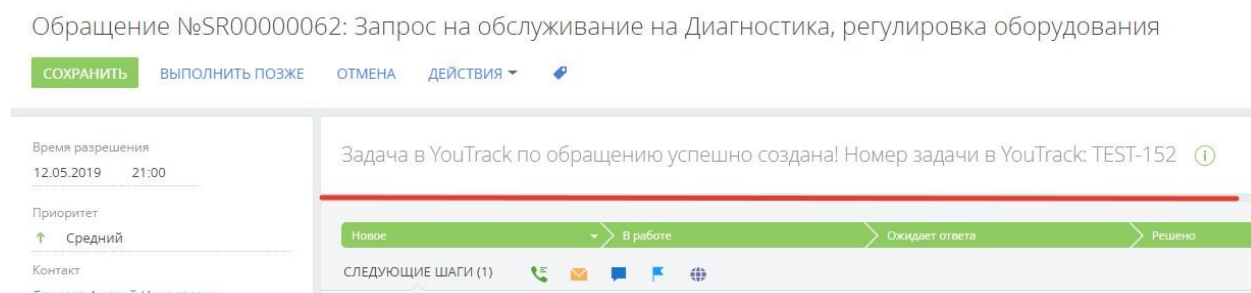 Обращение №SR00000062: Запрос на обслуживание на Диагностика, регулировка оборудования
СОХРАНИТЬ ВЫПОЛНИТЬ ПОЗЖЕ ОТМЕНА ДЕЙСТВИЯ
Время разрешения
12.05.2019 21:00
Задача в YouTrack по обращению успешно создана! Номер задачи в YouTrack: TEST-152
Приоритет
Средний
Новое В работе Ожидает ответа Решено
Контакт
СЛЕДУЮЩИЕ ШАГИ (1)